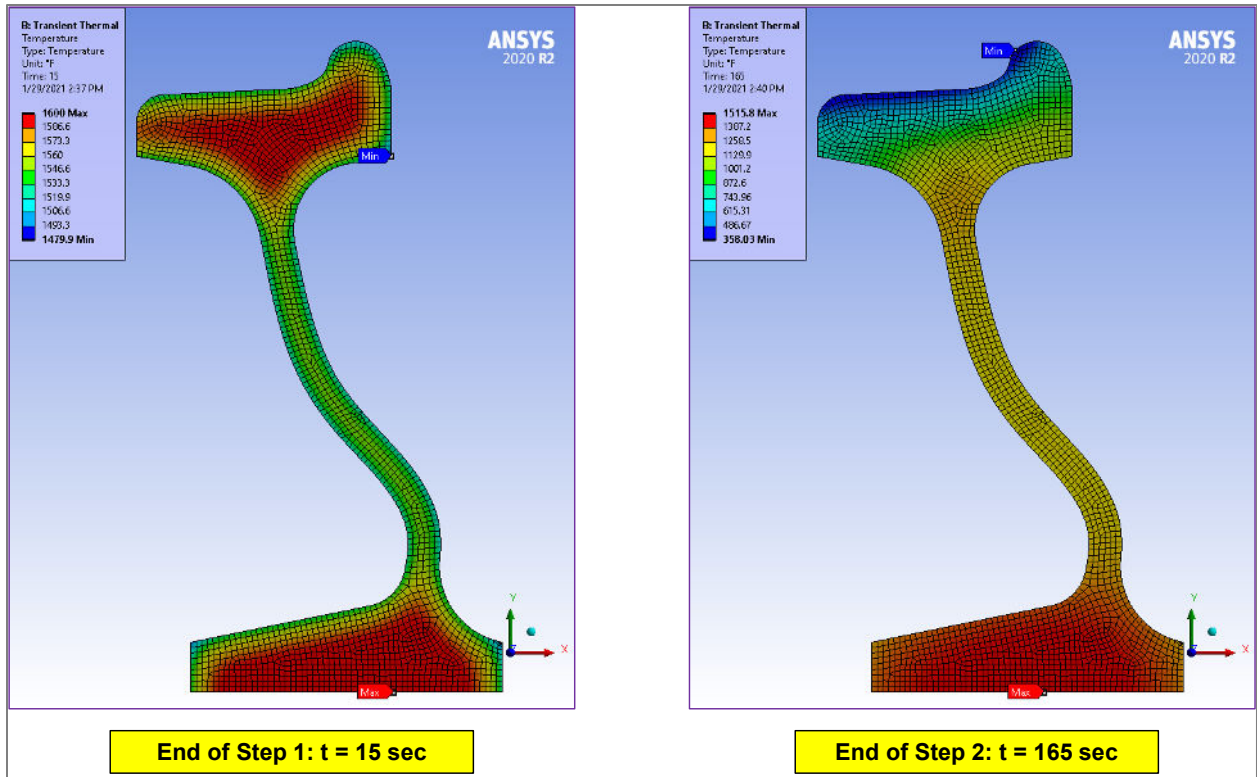 B: Transient Thermal
Temperature
Type: Temperature
Unit: °F
Time: 15
1/29/2021 2:37 PM
1600 Max
1586.6
1573.3
1560
1546.6
1533.3
1519.9
1506.6
1493.3
1479.9 Min
ANSYS
2020 R2
Min
Max
Y
Z
X
End of Step 1: t = 15 sec
B: Transient Thermal
Temperature
Type: Temperature
Unit: °F
Time: 165
1/29/2021 2:40 PM
1515.8 Max
1387.2
1258.5
1129.9
1001.2
872.6
743.96
615.31
486.67
358.03 Min
ANSYS
2020 R2
Min
Max
Y
Z
X
End of Step 2: t = 165 sec